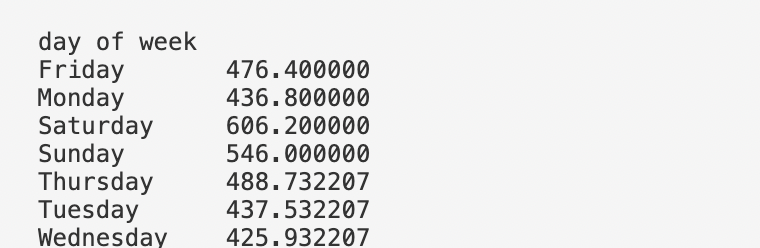 day of week
Friday       476.400000
Monday       436.800000
Saturday     606.200000
Sunday       546.000000
Thursday     488.732207
Tuesday      437.532207
Wednesday    425.932207